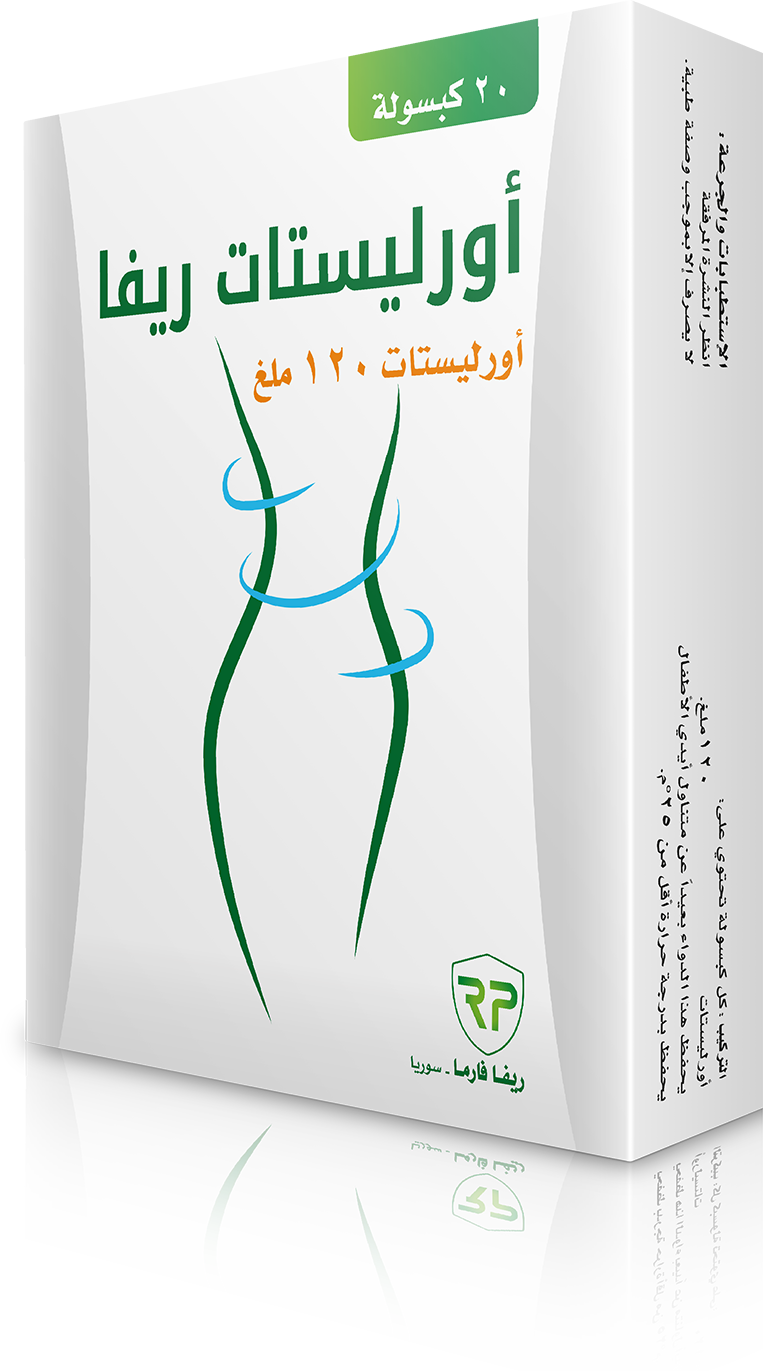 ٢٠ كبسولة
أورليستات ريفا
أورليستات ١٢٠ ملغ
RP
ريفا فارما - سوريا
الإستطبابات والجرعة:
انظر النشرة المرفقة
لا يصرف إلا بموجب وصفة طبية.
التركيب: كل كبسولة تحتوي على:
أورليستات ١٢٠ ملغ.
يحفظ هذا الدواء بعيداً عن متناول أيدي الأطفال
يحفظ بدرجة حرارة أقل من ٢٥°م.